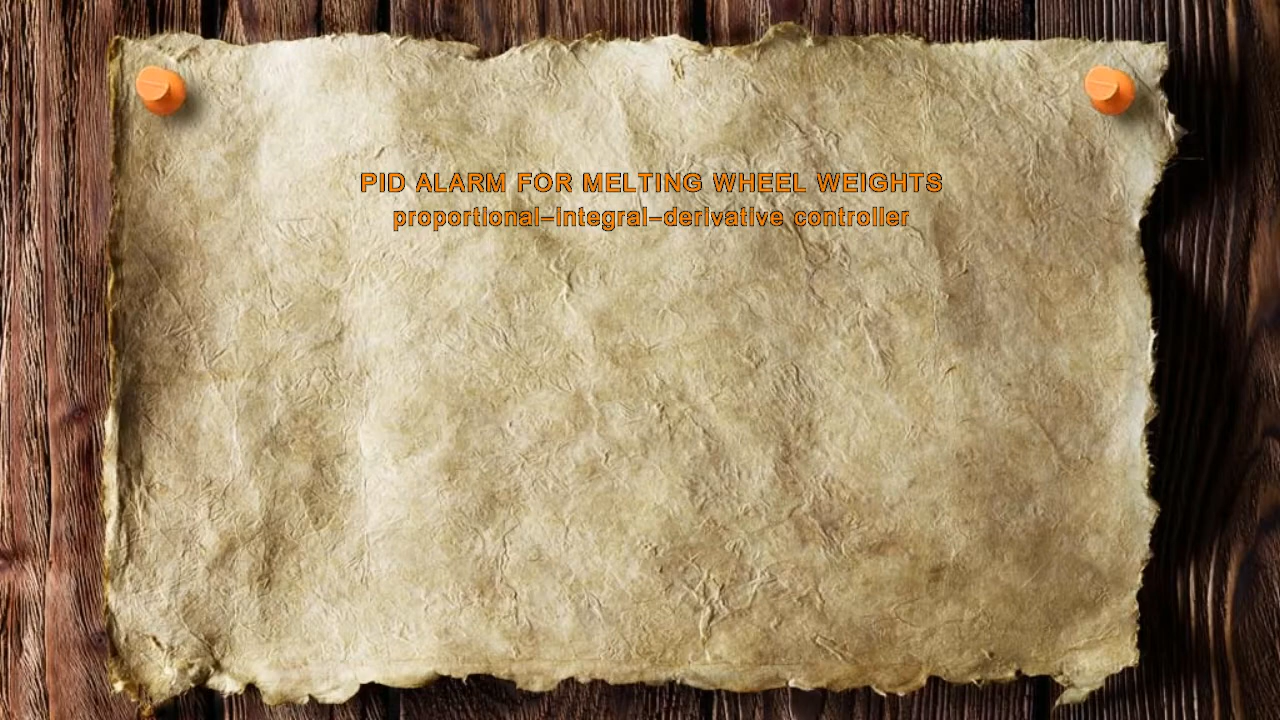 PID ALARM FOR MELTING WHEEL WEIGHTS
proportional–integral–derivative controller